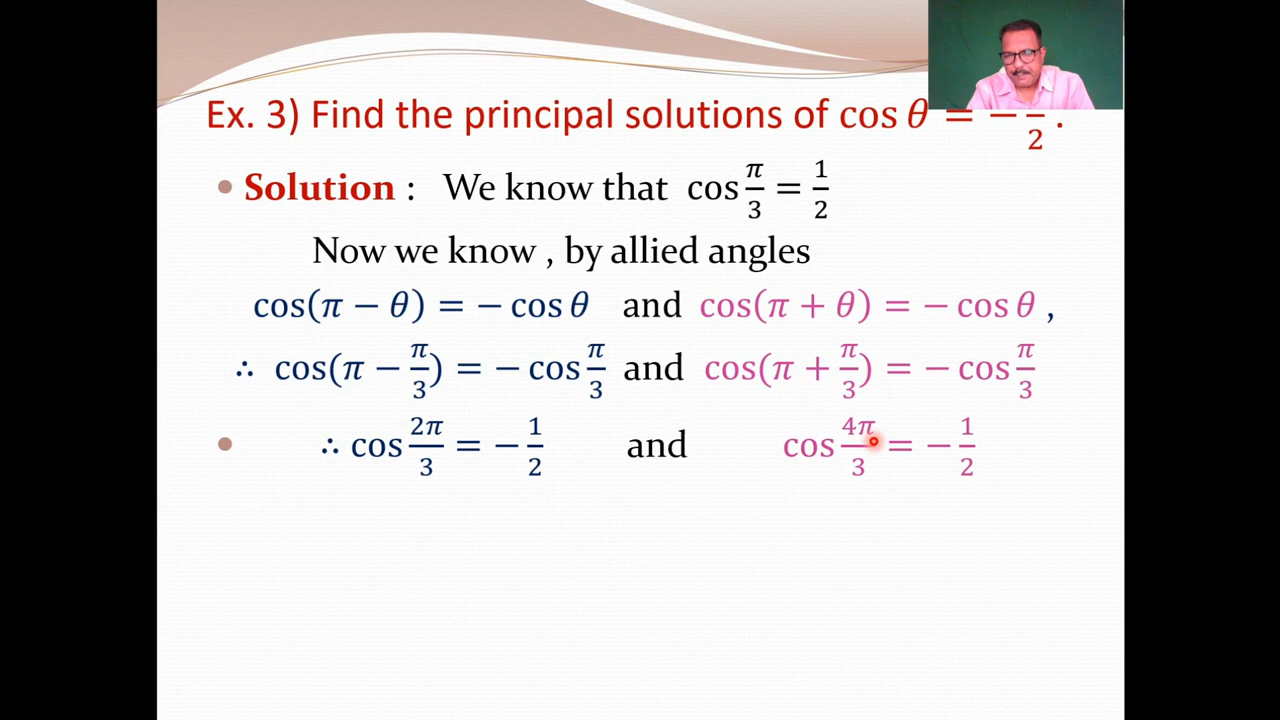 Ex. 3) Find the principal solutions of cos θ = − /2 .
• Solution : We know that cos π/3 = 1/2
Now we know , by allied angles
cos(π − θ) = − cos θ and cos(π + θ) = − cos θ ,
∴ cos(π − π/3) = − cos π/3 and cos(π + π/3) = − cos π/3
• ∴ cos 2π/3 = − 1/2 and cos 4π/3 = − 1/2